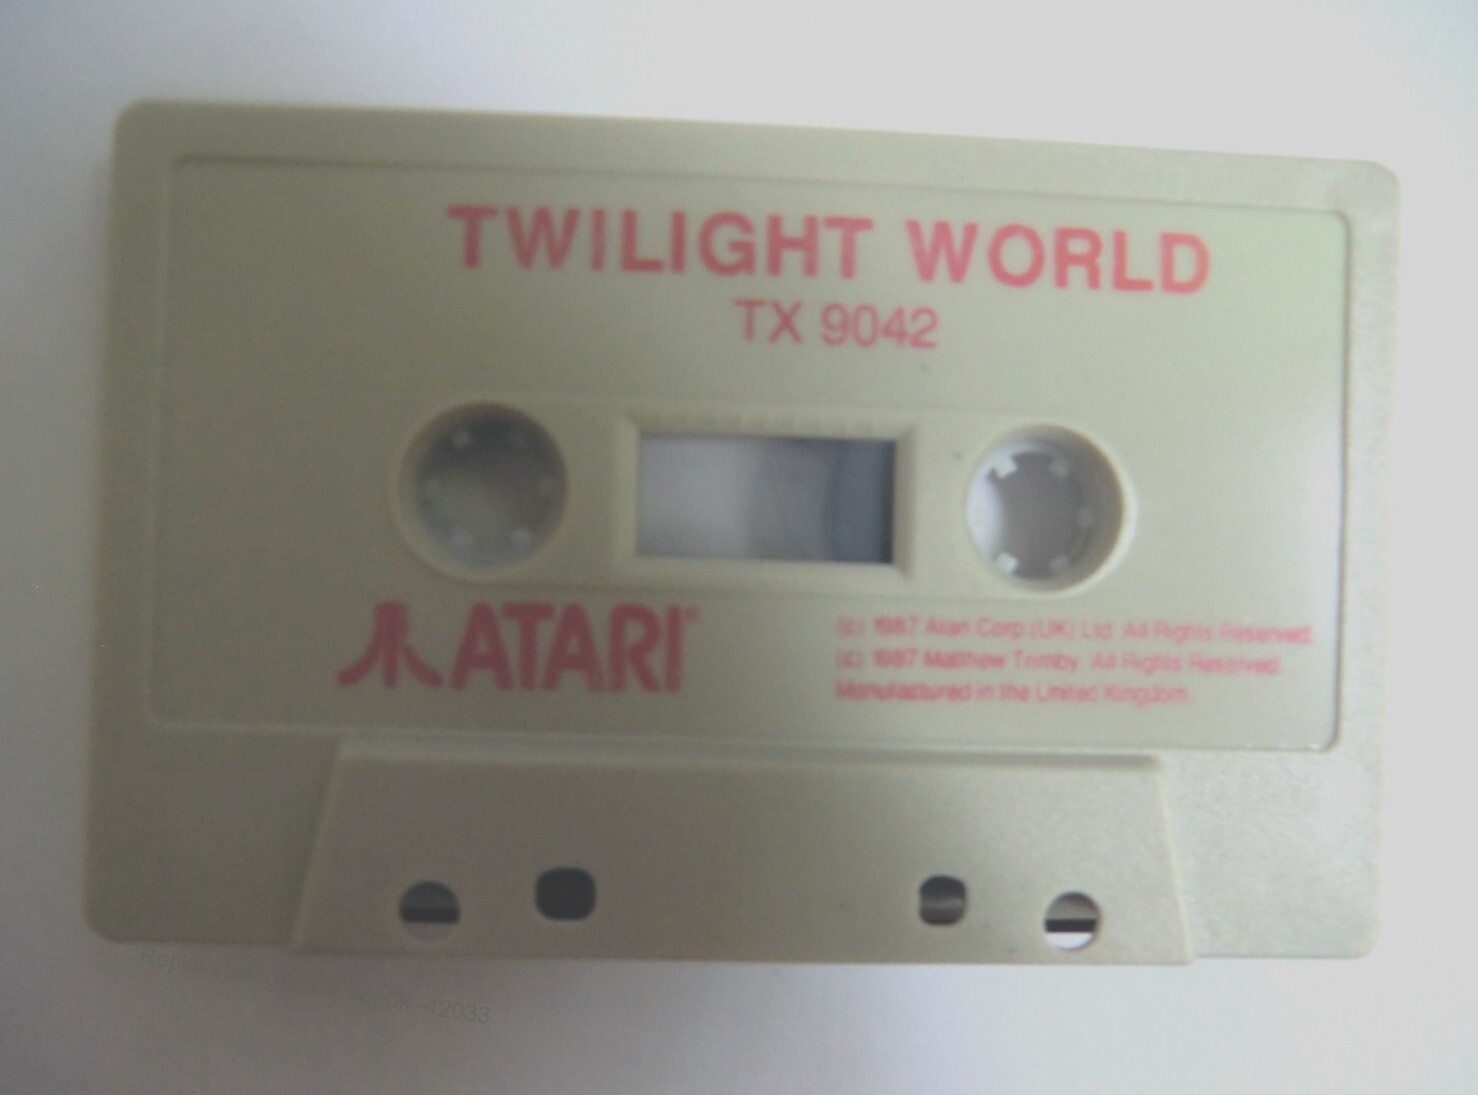 TWILIGHT WORLD
TX 9042
ATARI®
(c) 1987 Atari Corp (UK) Ltd. All Rights Reserved.
(c) 1987 Matthew Trimby. All Rights Reserved.
Manufactured in the United Kingdom.
42033